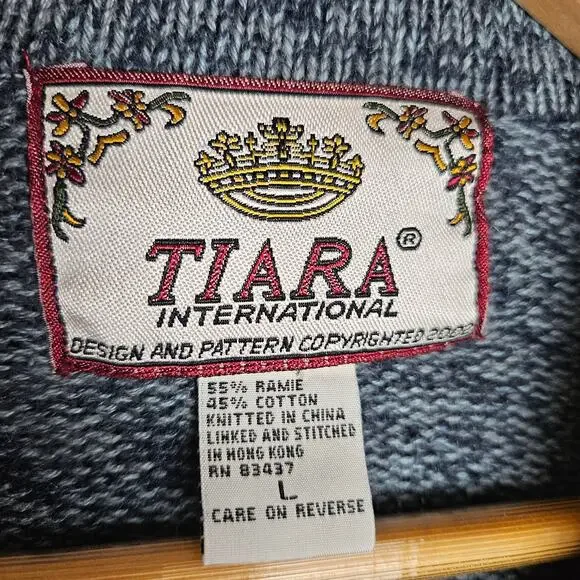 TIARA®
INTERNATIONAL
DESIGN AND PATTERN COPYRIGHTED
55% RAMIE
45% COTTON
KNITTED IN CHINA
LINKED AND STITCHED
IN HONG KONG
RN 83437
L
CARE ON REVERSE